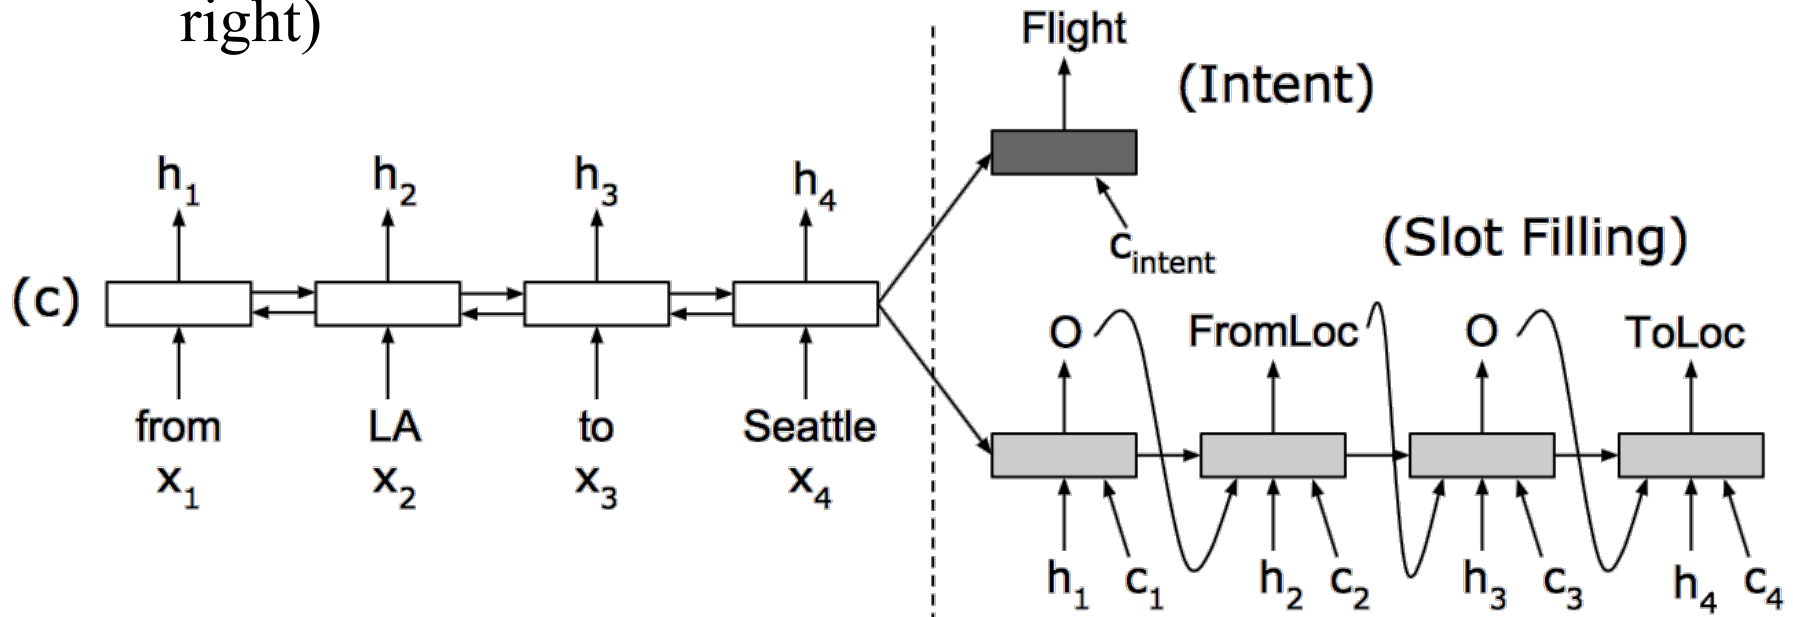 right)
Flight
(Intent)
h1 h2 h3 h4
cintent
(Slot Filling)
(c)
O FromLoc O ToLoc
from LA to Seattle
x1 x2 x3 x4
h1 c1 h2 c2 h3 c3 h4 c4